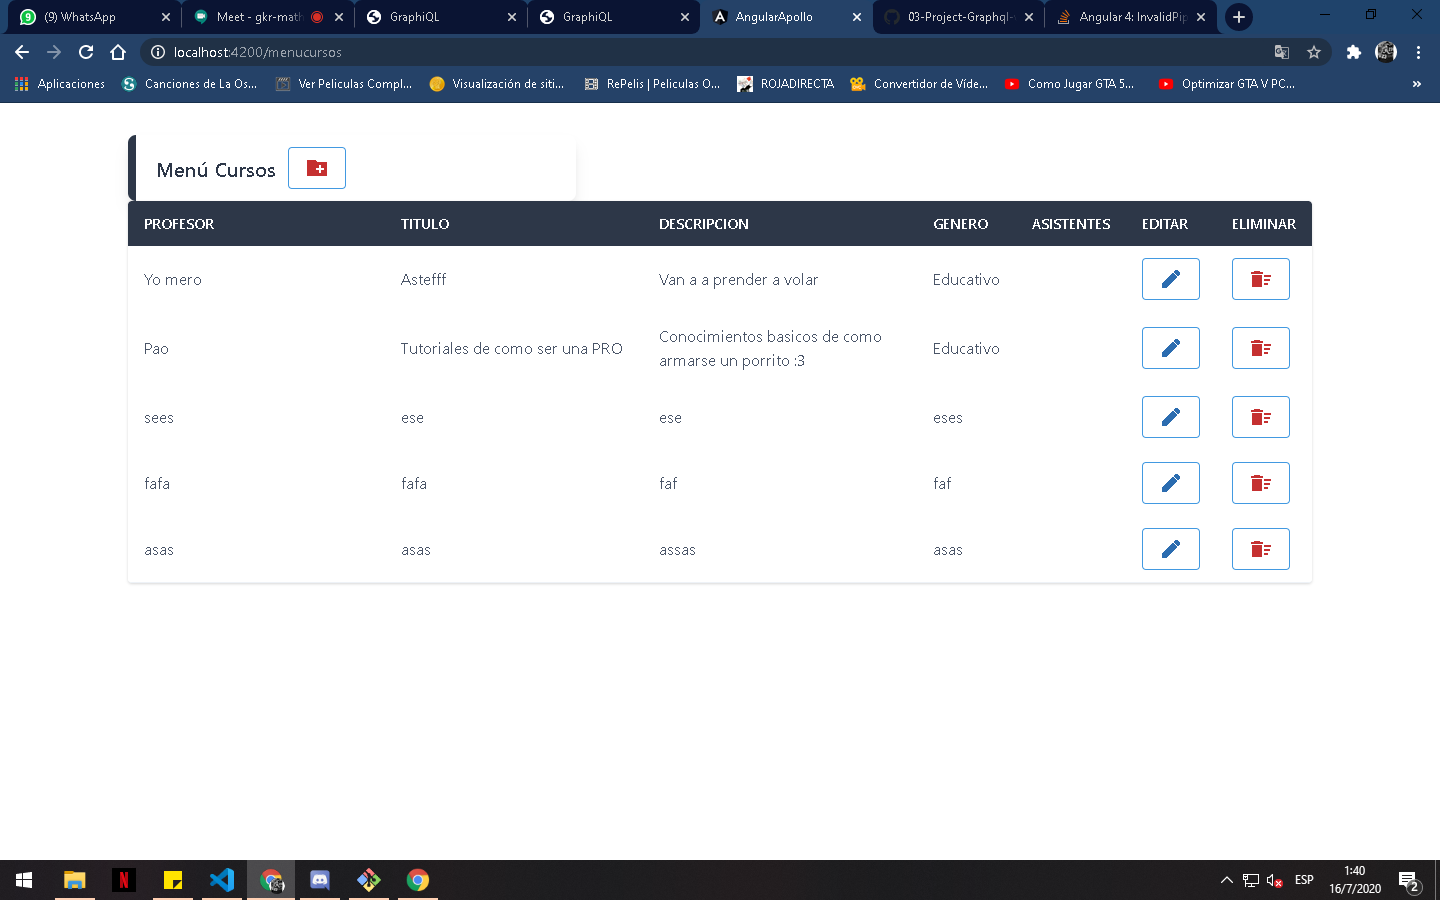 (9) WhatsApp
Meet - gkr-math
GraphiQL
GraphiQL
AngularApollo
03-Project-Graphql-
Angular 4: InvalidPip
localhost:4200/menucursos
Aplicaciones
Canciones de La Os...
Ver Peliculas Compl...
Visualización de siti...
RePelis | Peliculas O...
ROJADIRECTA
Convertidor de Víde...
Como Jugar GTA 5...
Optimizar GTA V PC...
»
Menú Cursos
PROFESOR TITULO DESCRIPCION GENERO ASISTENTES EDITAR ELIMINAR
Yo mero Astefff Van a a prender a volar Educativo
Pao Tutoriales de como ser una PRO Conocimientos basicos de como Educativo
armarse un porrito :3
sees ese ese eses
fafa fafa faf faf
asas asas assas asas
ESP
1:40
16/7/2020
2